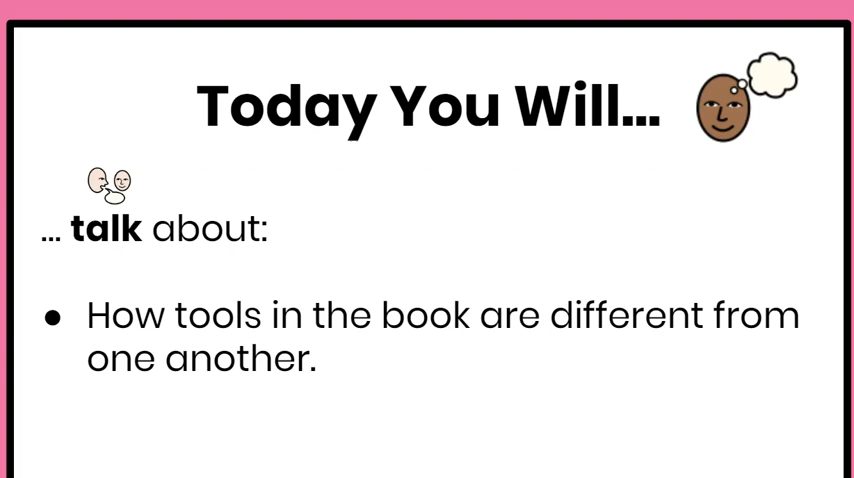 Today You Will...
... talk about:
● How tools in the book are different from
one another.